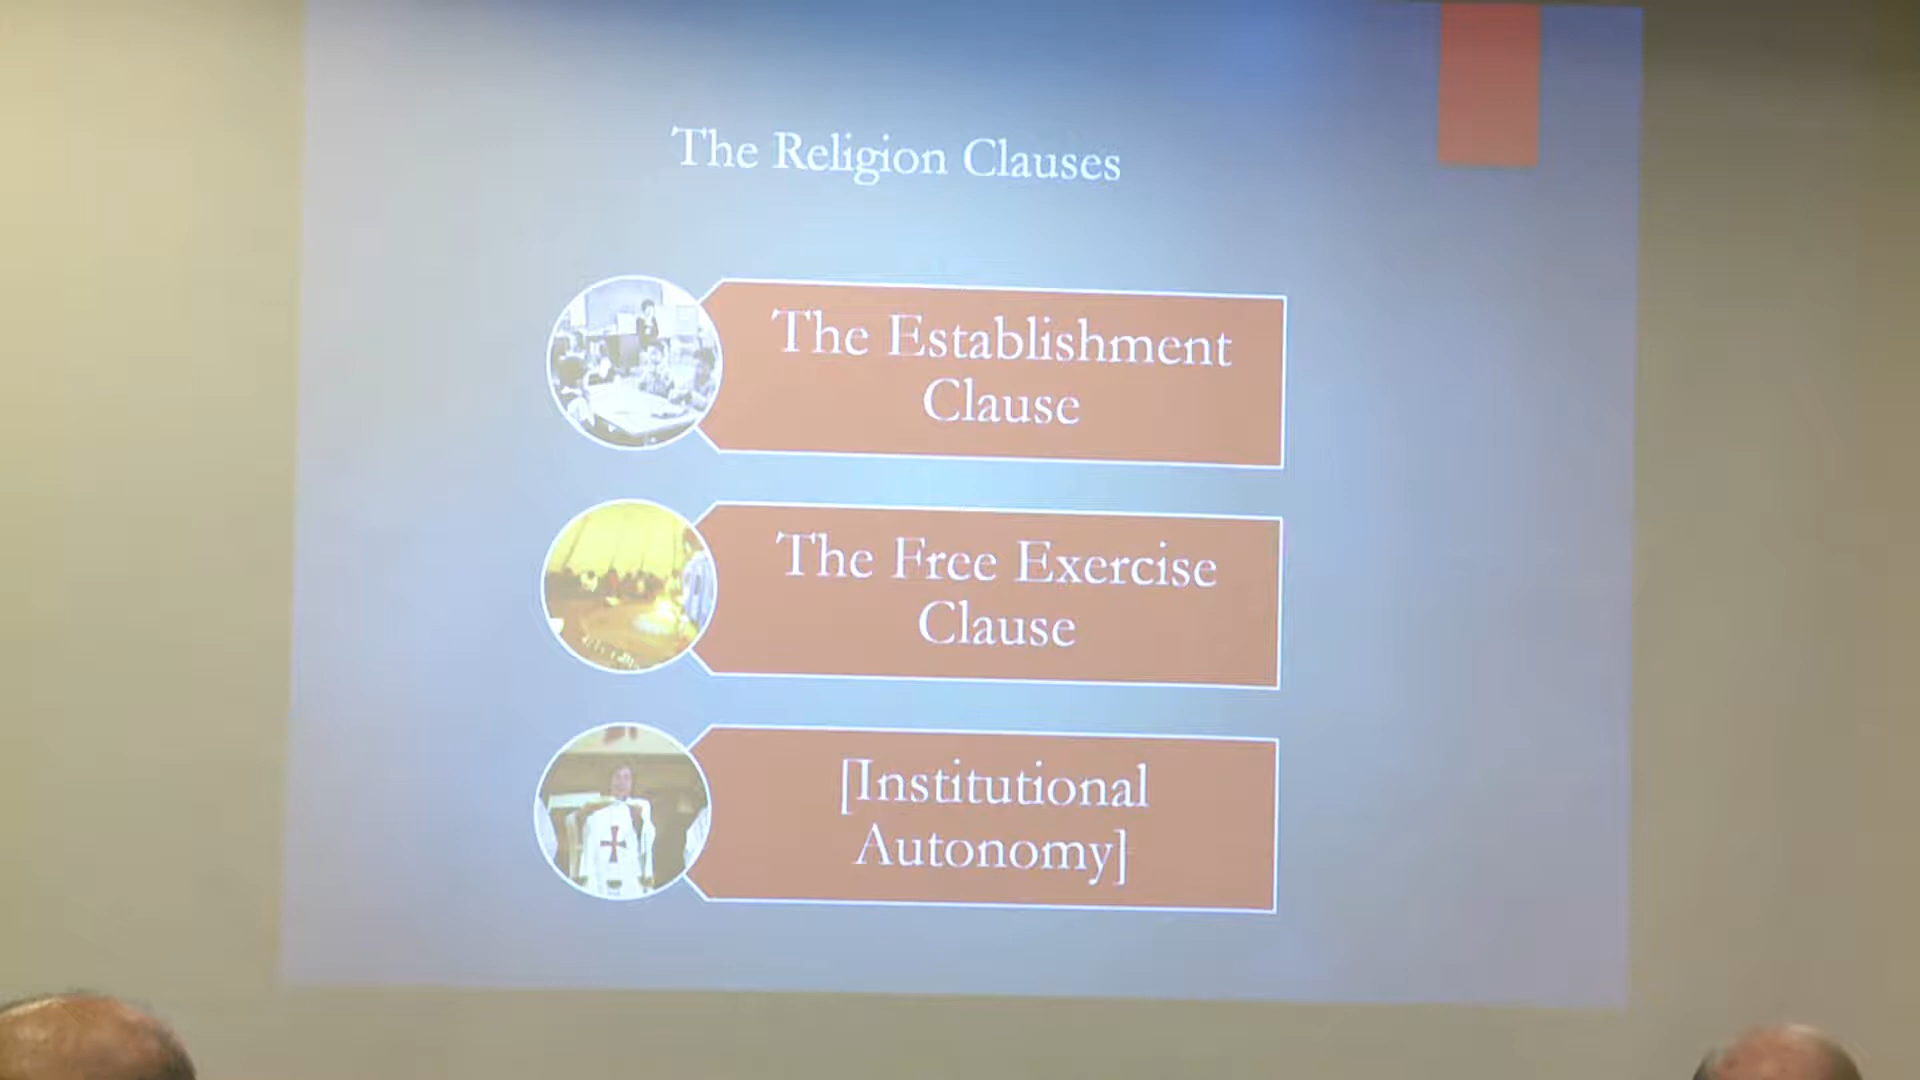 The Religion Clauses
The Establishment
Clause
The Free Exercise
Clause
[Institutional
Autonomy]